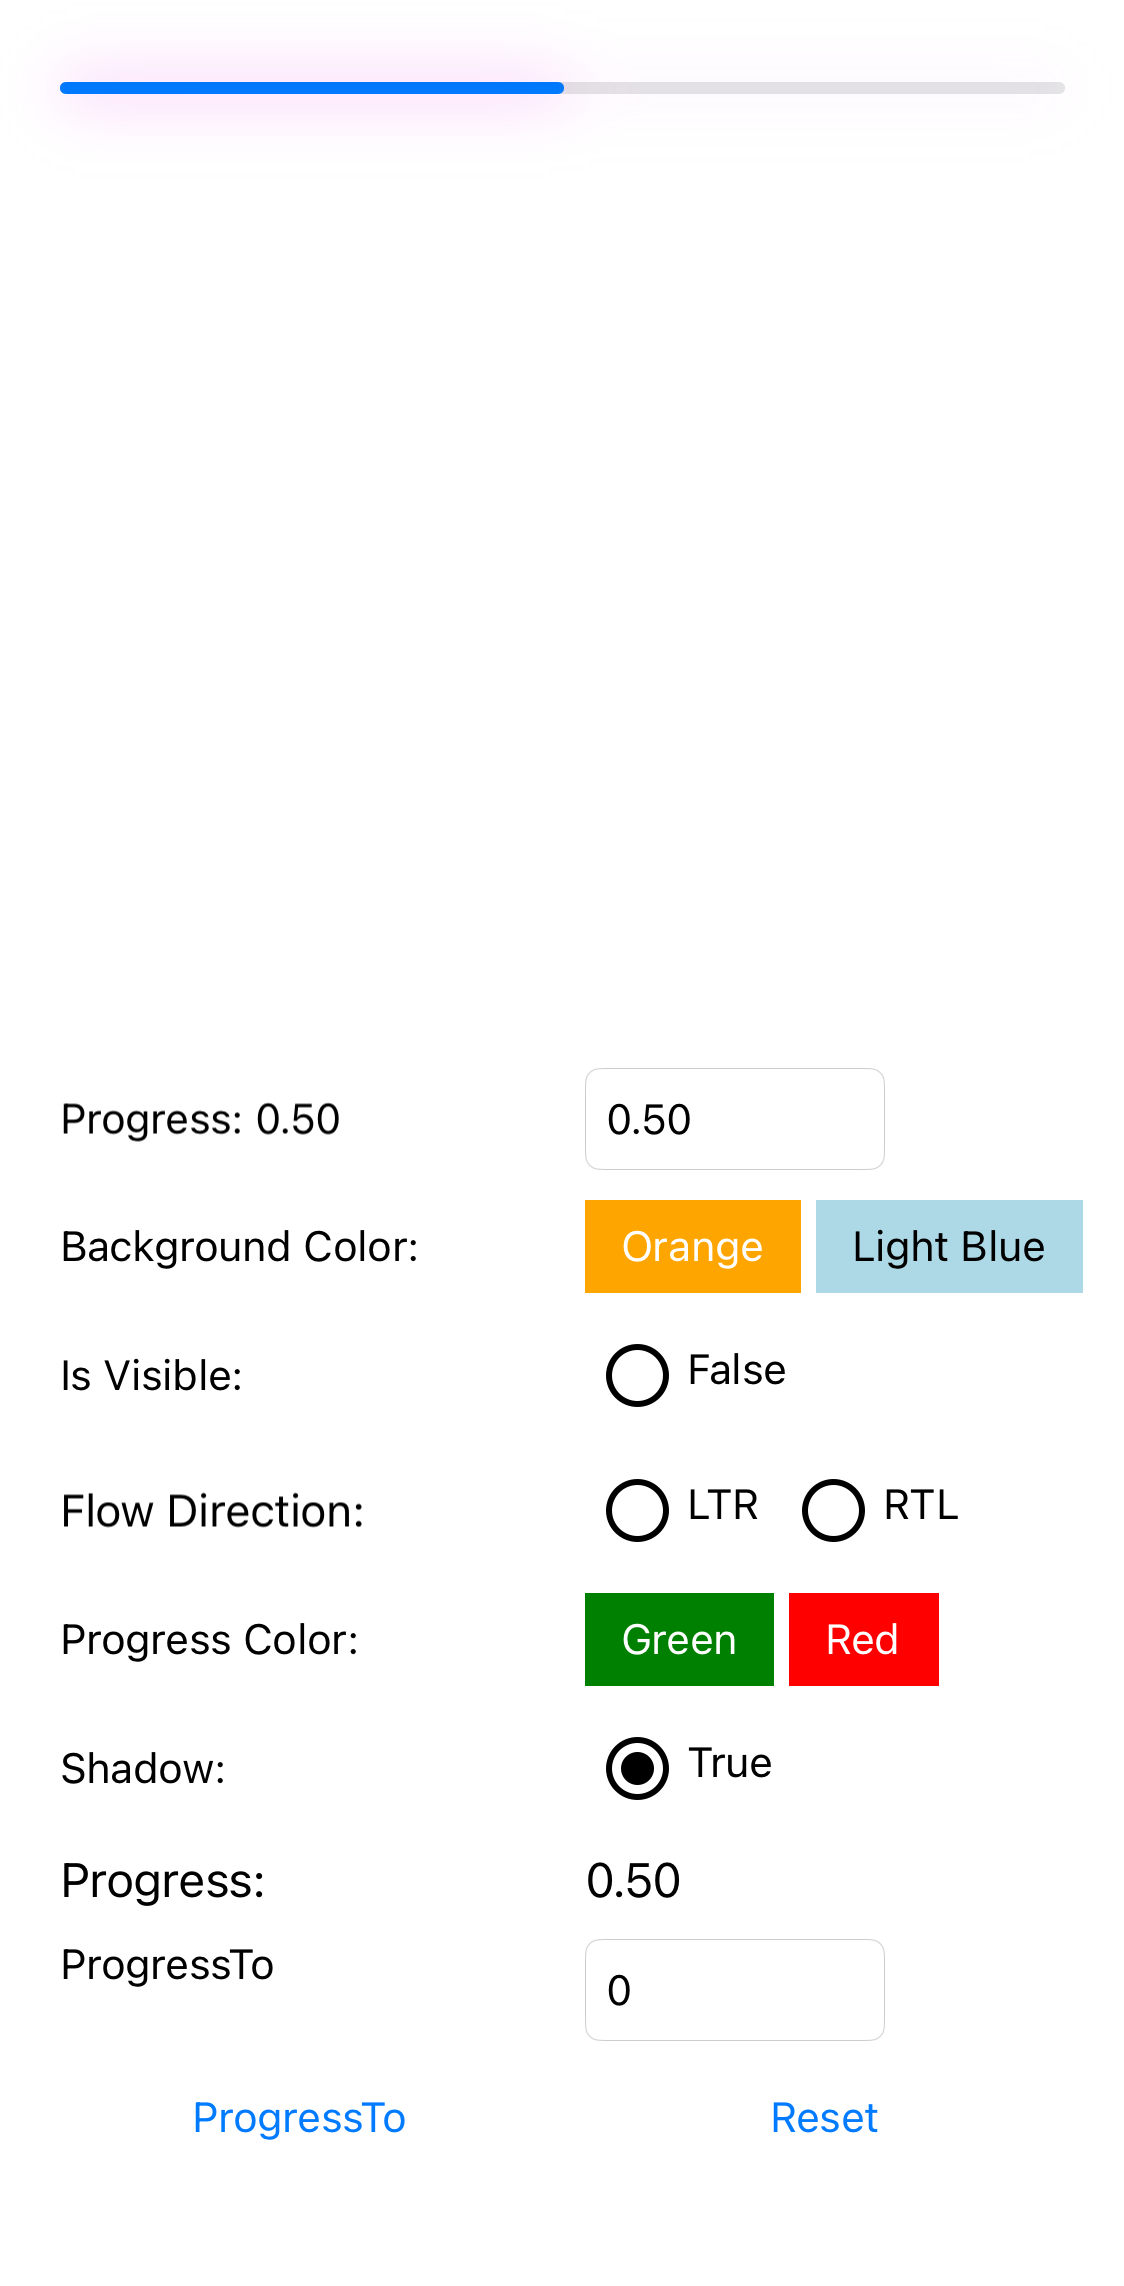 Progress: 0.50 0.50
Background Color: Orange Light Blue
Is Visible: False
Flow Direction: LTR RTL
Progress Color: Green Red
Shadow: True
Progress: 0.50
ProgressTo 0
ProgressTo Reset